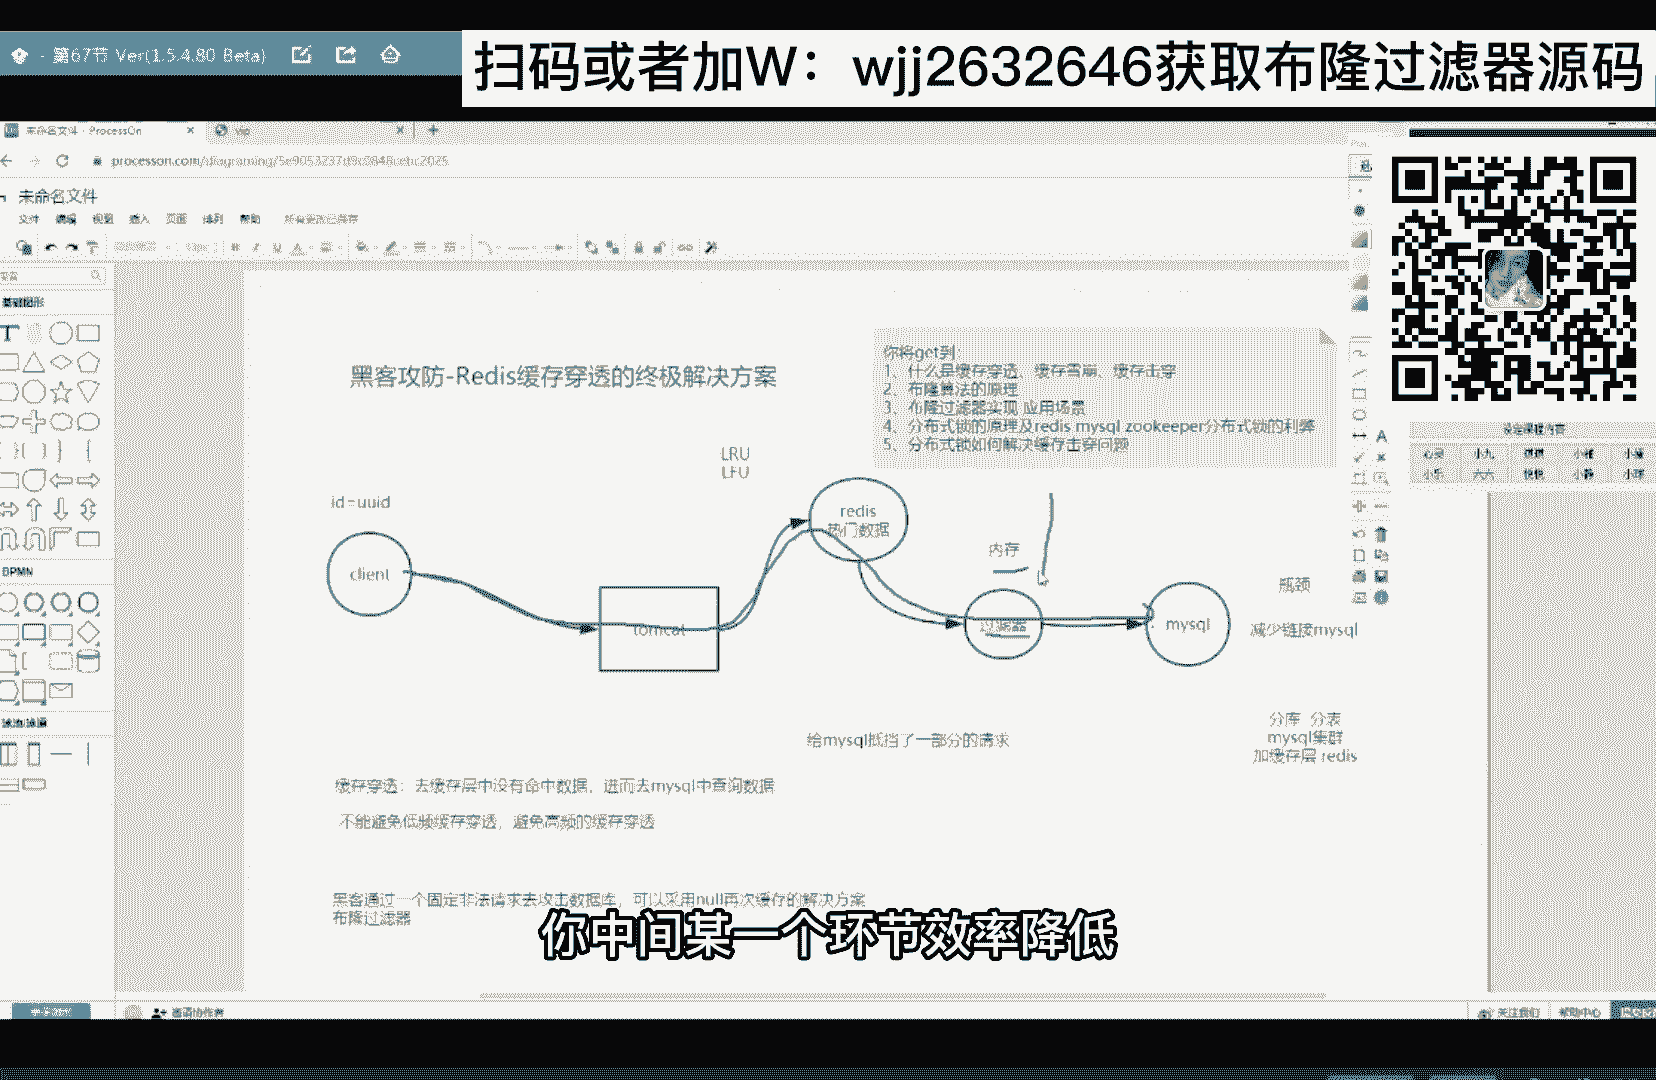 第67节 Ver(1.5.4.80 Beta)
扫码或者加W：wjj2632646获取布隆过滤器源码
未命名文件 - ProcessOn
vip
未命名文件
文件 编辑 视图 插入 页面 排列 帮助 所有更改已保存
基础图形
黑客攻防-Redis缓存穿透的终极解决方案
你将get到:
1、什么是缓存穿透、缓存雪崩、缓存击穿
2、布隆算法的原理
3、布隆过滤器实现 应用场景
4、分布式锁的原理及redis mysql zookeeper分布式锁的利弊
5、分布式锁如何解决缓存击穿问题
LRU
LFU
id=uuid
redis
热门数据
client
内存
tomcat
过滤器
mysql
瓶颈
减少链接mysql
BPMN
给mysql抵挡了一部分的请求
分库 分表
mysql集群
加缓存层 redis
缓存穿透：去缓存层中没有命中数据，进而去mysql中查询数据
不能避免低频缓存穿透，避免高频的缓存穿透
黑客通过一个固定非法请求去攻击数据库，可以采用null再次缓存的解决方案
布隆过滤器
你中间某一个环节效率降低
邀请协作者
关注我们 帮助中心